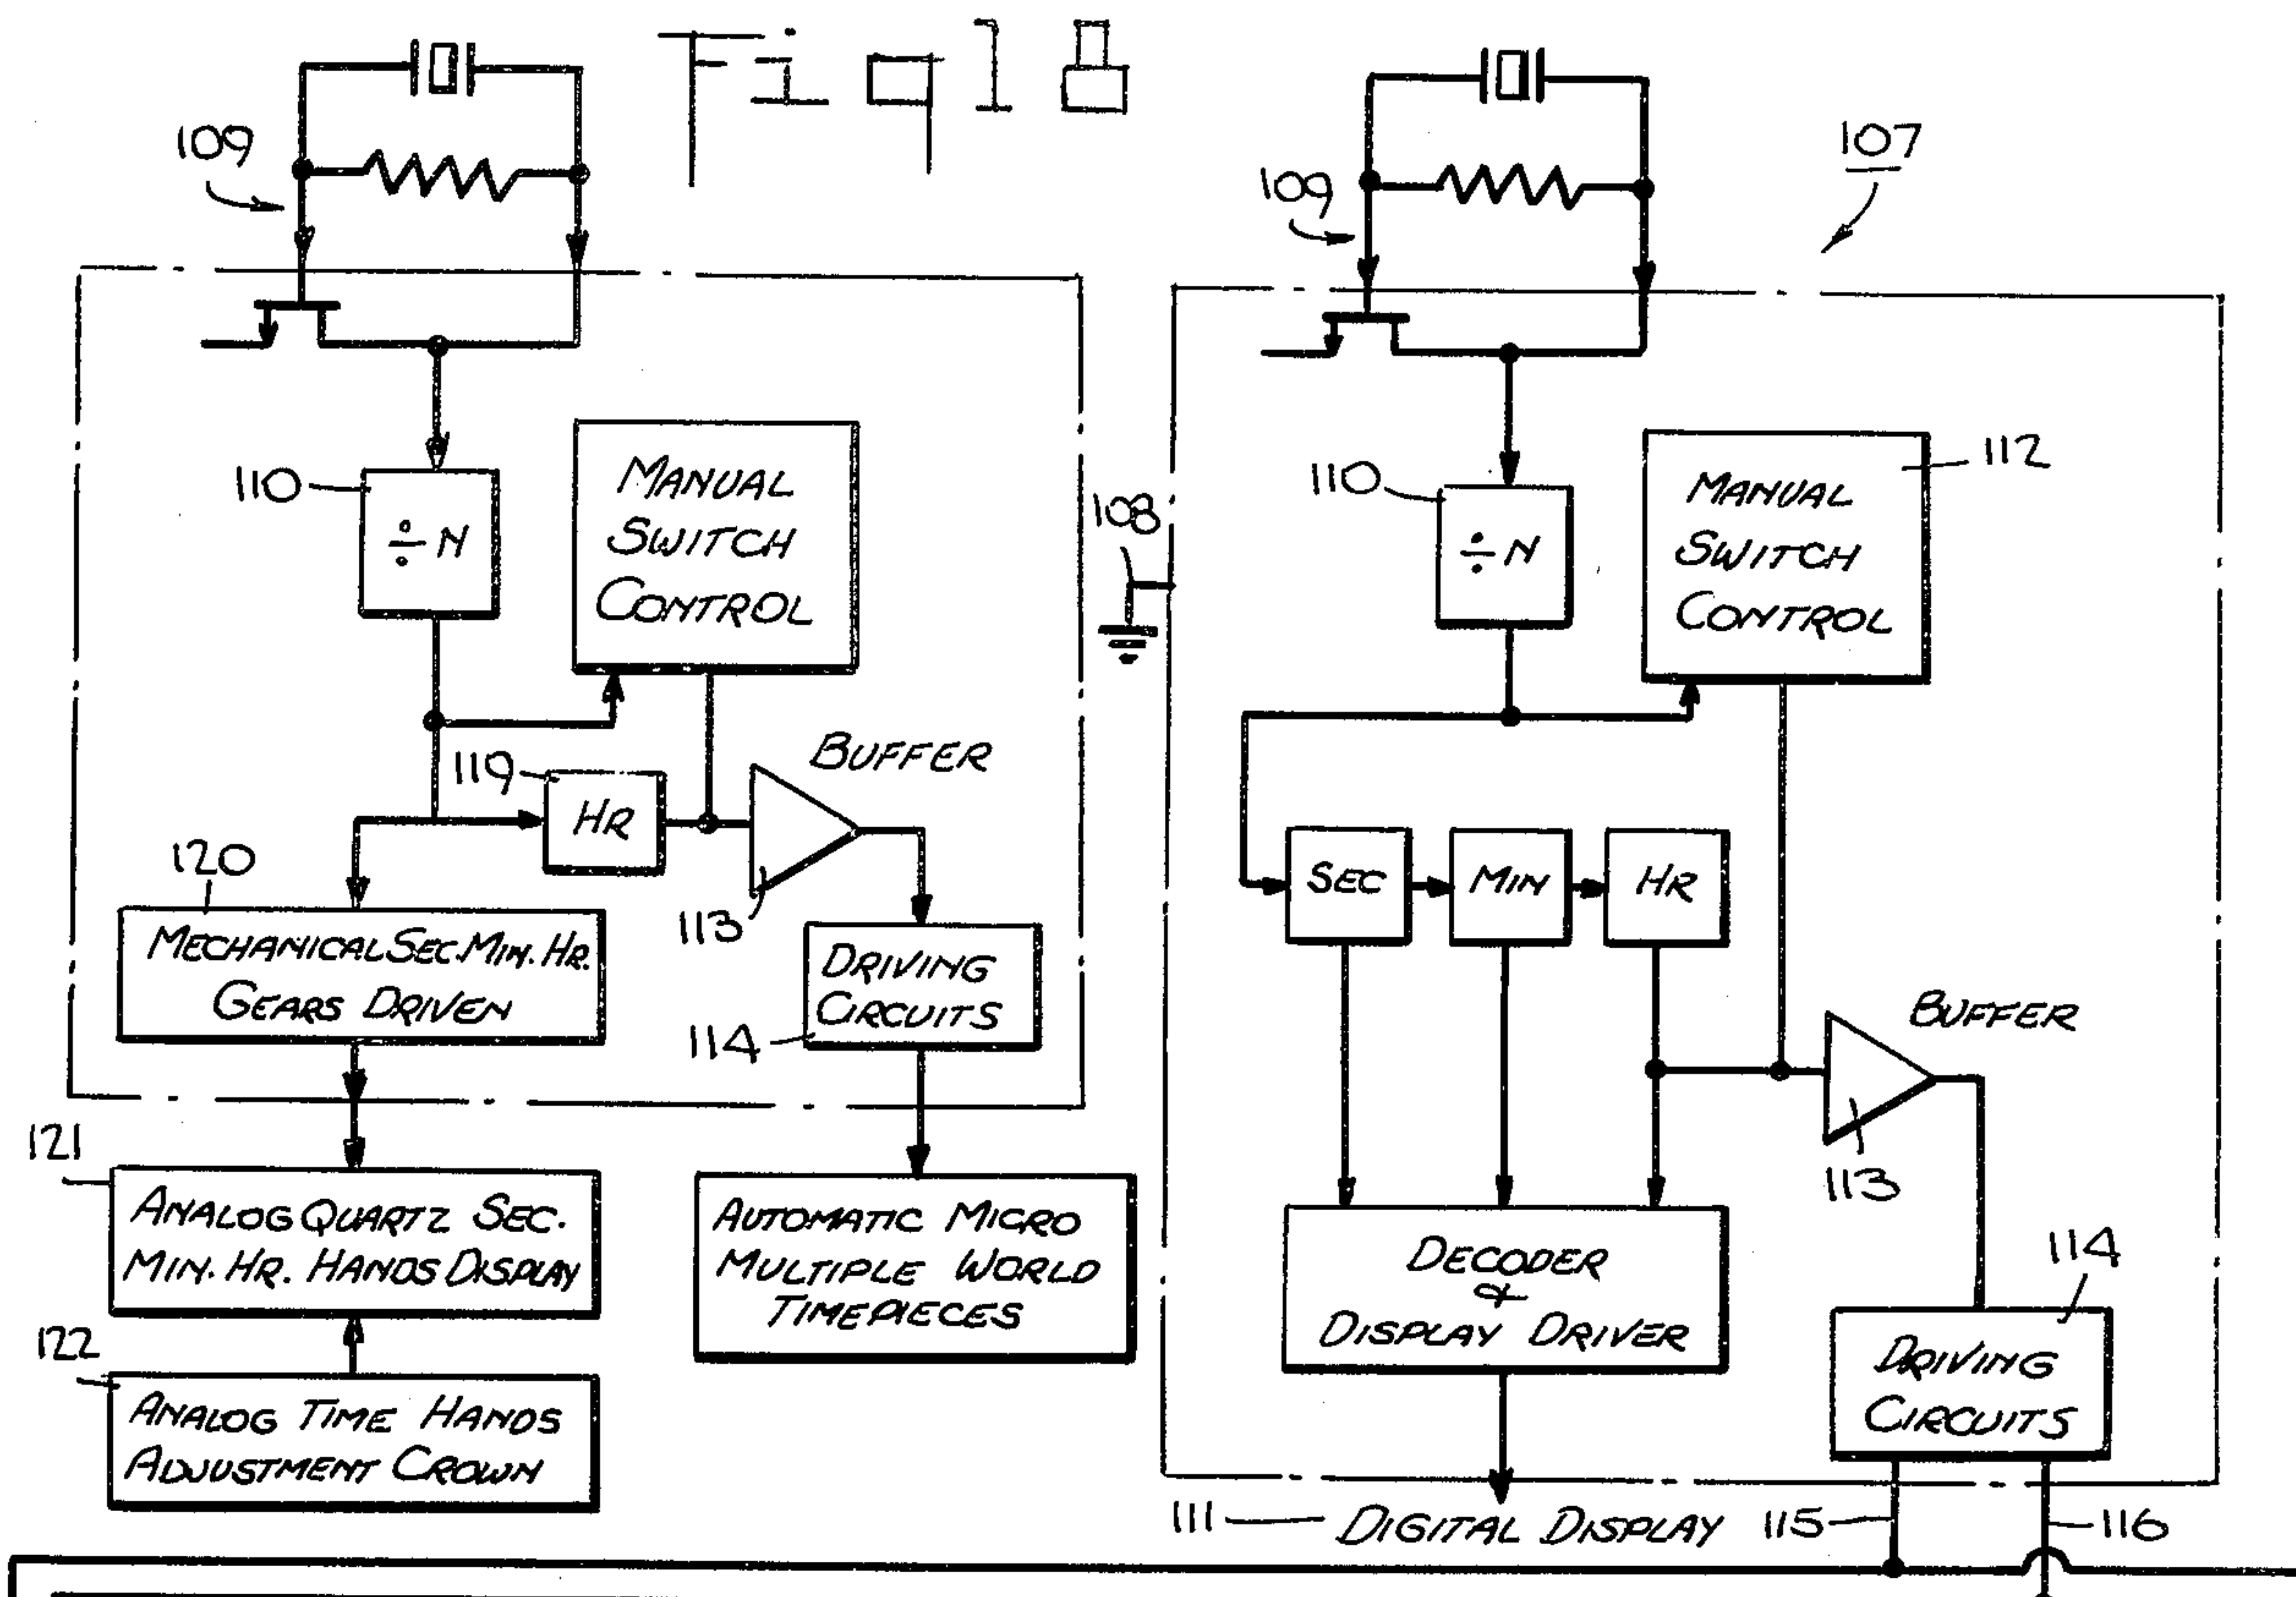 Fig 18
109
110
÷ N
MANUAL
SWITCH
CONTROL
119
HR
BUFFER
113
120
MECHANICAL SEC. MIN. HR.
GEARS DRIVEN
DRIVING
CIRCUITS
114
121
ANALOG QUARTZ SEC.
MIN. HR. HANDS DISPLAY
122
ANALOG TIME HANDS
ADJUSTMENT CROWN
AUTOMATIC MICRO
MULTIPLE WORLD
TIMEPIECES
107
109
108
110
÷ N
MANUAL
SWITCH
CONTROL
112
SEC
MIN
HR
BUFFER
113
DECODER
&
DISPLAY DRIVER
114
DRIVING
CIRCUITS
111
DIGITAL DISPLAY
115
116